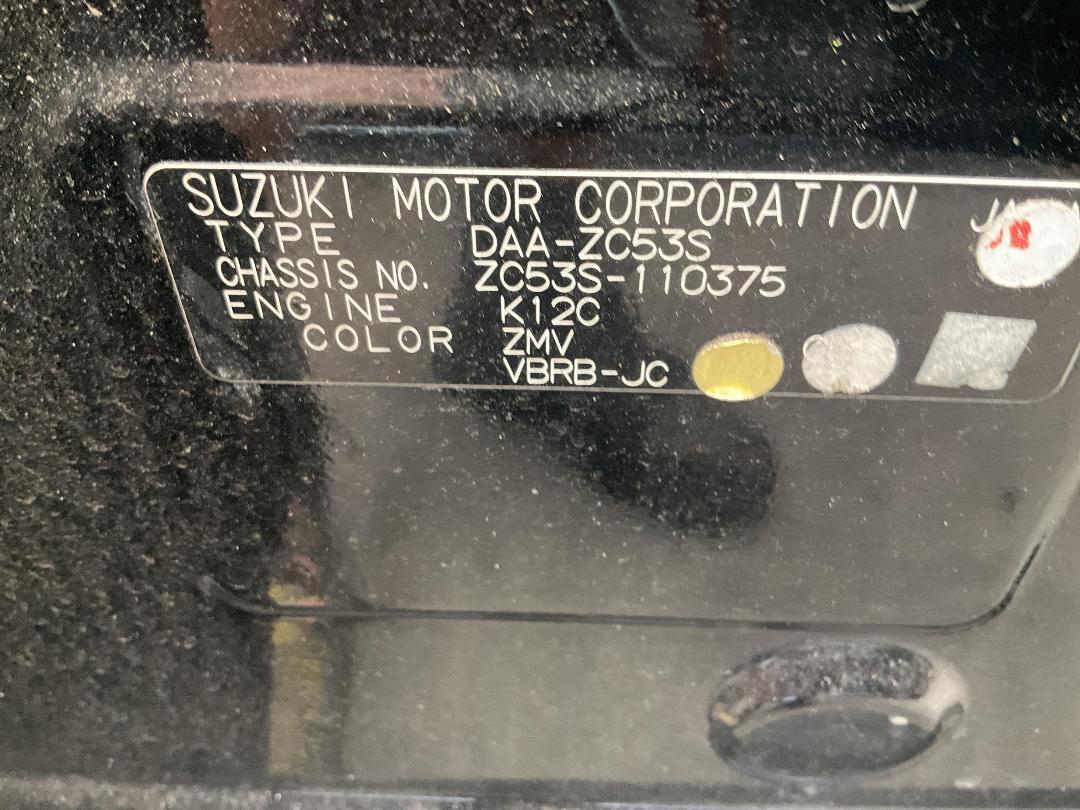 SUZUKI MOTOR CORPORATION
TYPE DAA-ZC53S
CHASSIS NO. ZC53S-110375
ENGINE K12C
COLOR ZMV
VBRB-JC